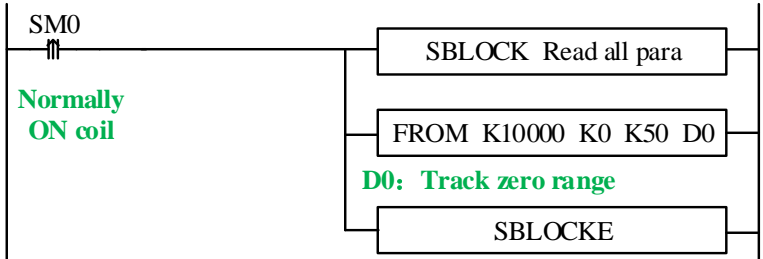 SM0
SBLOCK Read all para
Normally
ON coil
FROM K10000 K0 K50 D0
D0：Track zero range
SBLOCKE